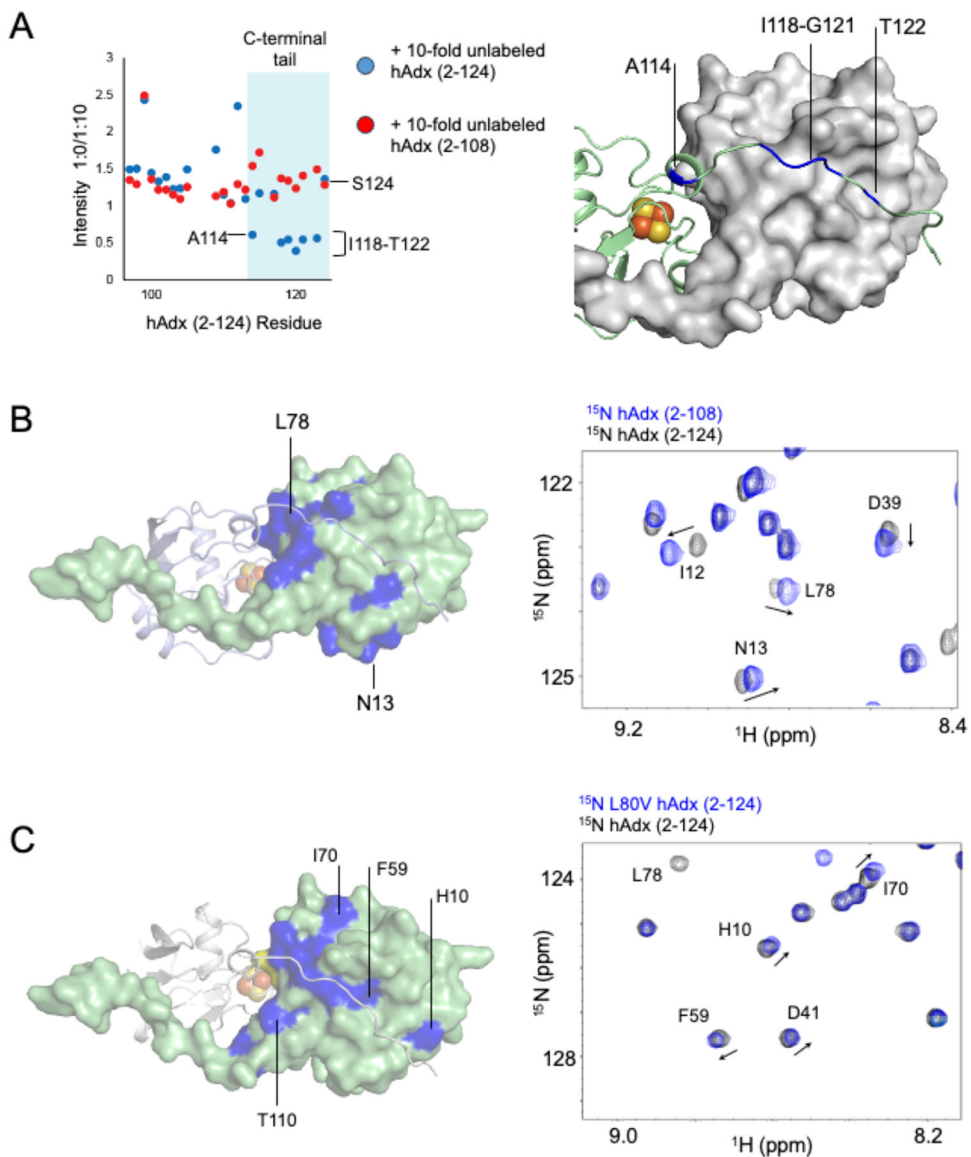 A
C-terminal
tail
3
2.5
2
1.5
1
0.5
0
Intensity 1:0/1:10
100
120
hAdx (2-124) Residue
+ 10-fold unlabeled
hAdx (2-124)
+ 10-fold unlabeled
hAdx (2-108)
S124
A114
I118-T122
I118-G121
T122
A114
B
L78
N13
¹⁵N hAdx (2-108)
¹⁵N hAdx (2-124)
122
125
¹⁵N (ppm)
D39
I12
L78
N13
9.2
8.4
¹H (ppm)
C
I70
F59
H10
T110
¹⁵N L80V hAdx (2-124)
¹⁵N hAdx (2-124)
124
128
¹⁵N (ppm)
L78
I70
H10
F59
D41
9.0
8.2
¹H (ppm)